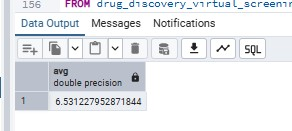 156
FROM drug_discovery_virtual_screenin
Data Output Messages Notifications
SQL
avg
double precision
1 6.531227952871844